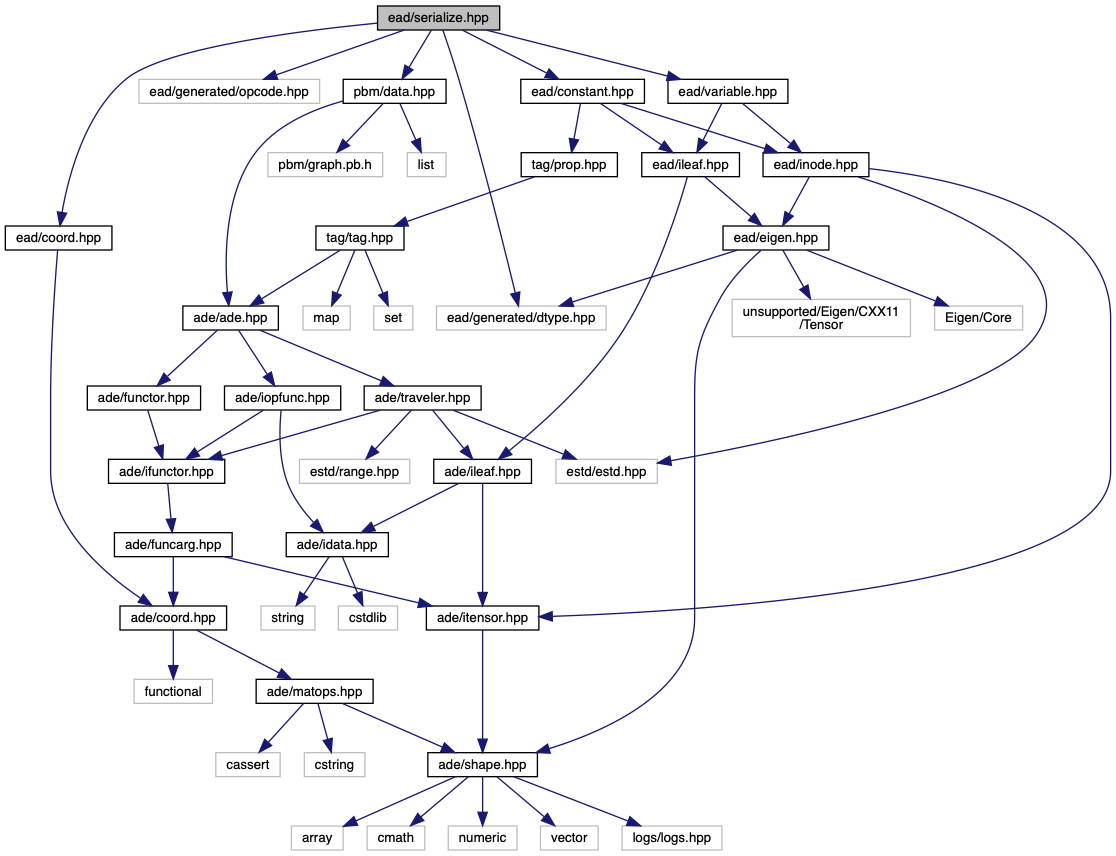 ead/serialize.hpp
ead/generated/opcode.hpp
pbm/data.hpp
ead/constant.hpp
ead/variable.hpp
pbm/graph.pb.h
list
tag/prop.hpp
ead/ileaf.hpp
ead/inode.hpp
ead/coord.hpp
tag/tag.hpp
ead/eigen.hpp
ade/ade.hpp
map
set
ead/generated/dtype.hpp
unsupported/Eigen/CXX11
/Tensor
Eigen/Core
ade/functor.hpp
ade/iopfunc.hpp
ade/traveler.hpp
ade/ifunctor.hpp
estd/range.hpp
ade/ileaf.hpp
estd/estd.hpp
ade/funcarg.hpp
ade/idata.hpp
ade/coord.hpp
string
cstdlib
ade/itensor.hpp
functional
ade/matops.hpp
cassert
cstring
ade/shape.hpp
array
cmath
numeric
vector
logs/logs.hpp